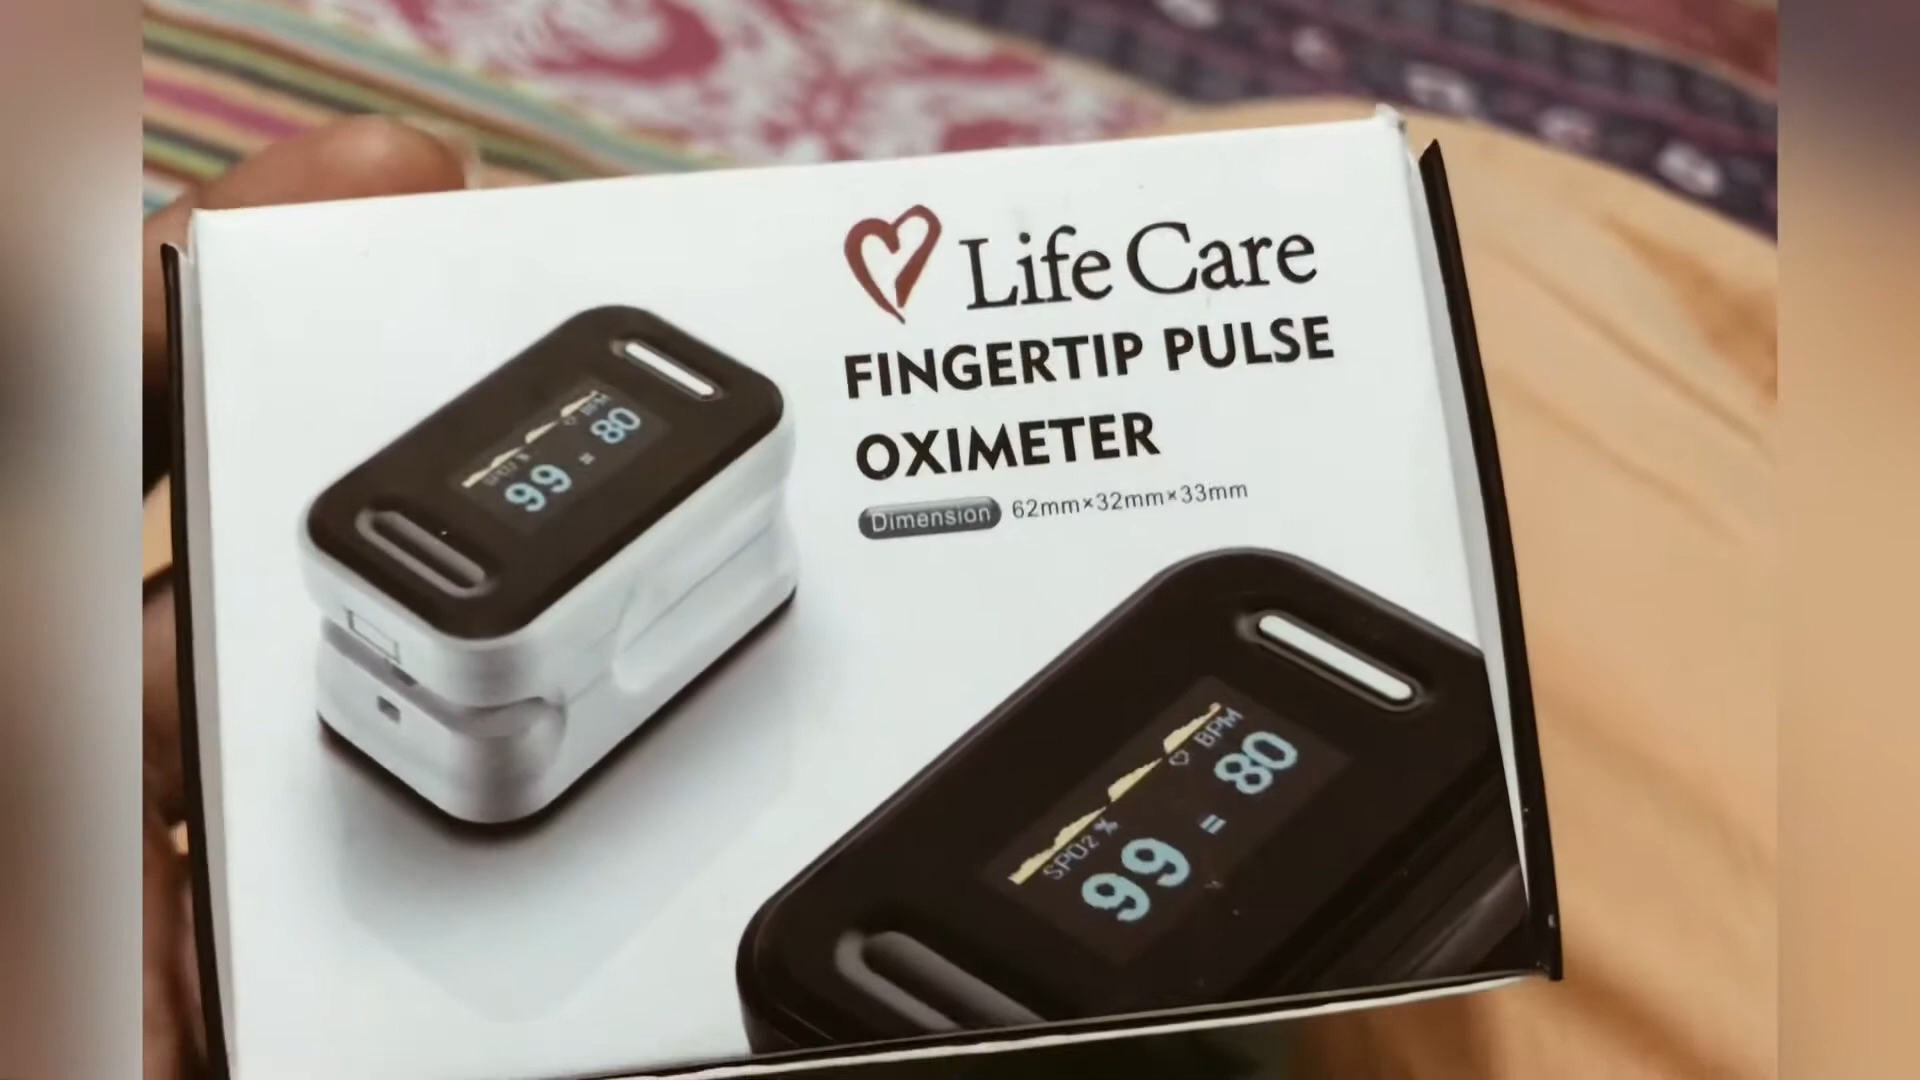 Life Care
FINGERTIP PULSE
OXIMETER
Dimension 62mm×32mm×33mm
BPM
80
SPO2 %
99
BPM
80
SPO2 %
99